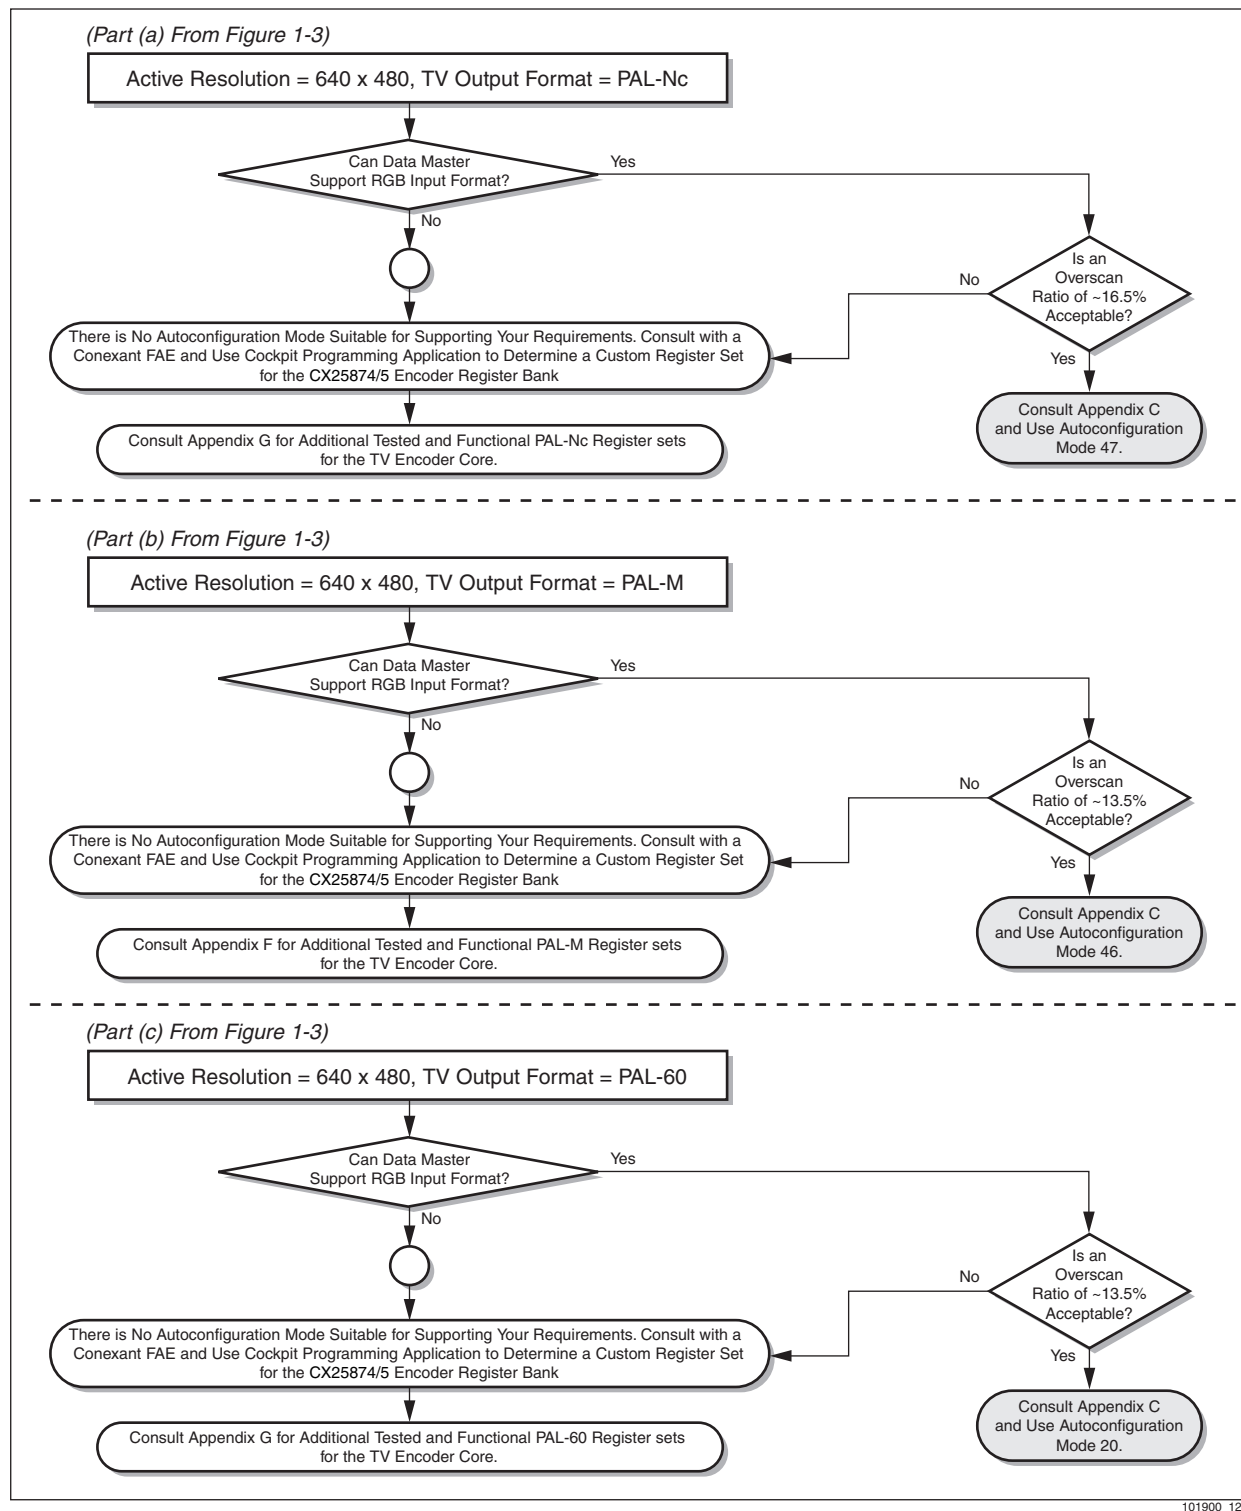 (Part (a) From Figure 1-3)
Active Resolution = 640 x 480, TV Output Format = PAL-Nc
Can Data Master
Support RGB Input Format?
Yes
No
Is an
Overscan
Ratio of ~16.5%
Acceptable?
No
Yes
There is No Autoconfiguration Mode Suitable for Supporting Your Requirements. Consult with a
Conexant FAE and Use Cockpit Programming Application to Determine a Custom Register Set
for the CX25874/5 Encoder Register Bank
Consult Appendix C
and Use Autoconfiguration
Mode 47.
Consult Appendix G for Additional Tested and Functional PAL-Nc Register sets
for the TV Encoder Core.
(Part (b) From Figure 1-3)
Active Resolution = 640 x 480, TV Output Format = PAL-M
Can Data Master
Support RGB Input Format?
Yes
No
Is an
Overscan
Ratio of ~13.5%
Acceptable?
No
Yes
There is No Autoconfiguration Mode Suitable for Supporting Your Requirements. Consult with a
Conexant FAE and Use Cockpit Programming Application to Determine a Custom Register Set
for the CX25874/5 Encoder Register Bank
Consult Appendix C
and Use Autoconfiguration
Mode 46.
Consult Appendix F for Additional Tested and Functional PAL-M Register sets
for the TV Encoder Core.
(Part (c) From Figure 1-3)
Active Resolution = 640 x 480, TV Output Format = PAL-60
Can Data Master
Support RGB Input Format?
Yes
No
Is an
Overscan
Ratio of ~13.5%
Acceptable?
No
Yes
There is No Autoconfiguration Mode Suitable for Supporting Your Requirements. Consult with a
Conexant FAE and Use Cockpit Programming Application to Determine a Custom Register Set
for the CX25874/5 Encoder Register Bank
Consult Appendix C
and Use Autoconfiguration
Mode 20.
Consult Appendix G for Additional Tested and Functional PAL-60 Register sets
for the TV Encoder Core.
101900_12